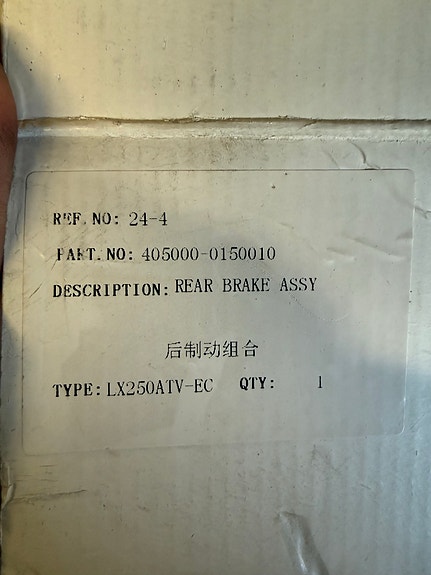 REF. NO: 24-4
PART. NO: 405000-0150010
DESCRIPTION: REAR BRAKE ASSY
后制动组合
TYPE: LX250ATV-EC QTY: 1